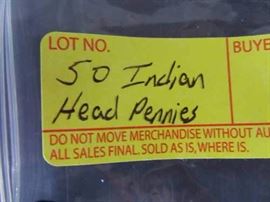 LOT NO.
BUYE
50 Indian
Head Pennies
DO NOT MOVE MERCHANDISE WITHOUT AU
ALL SALES FINAL. SOLD AS IS, WHERE IS.